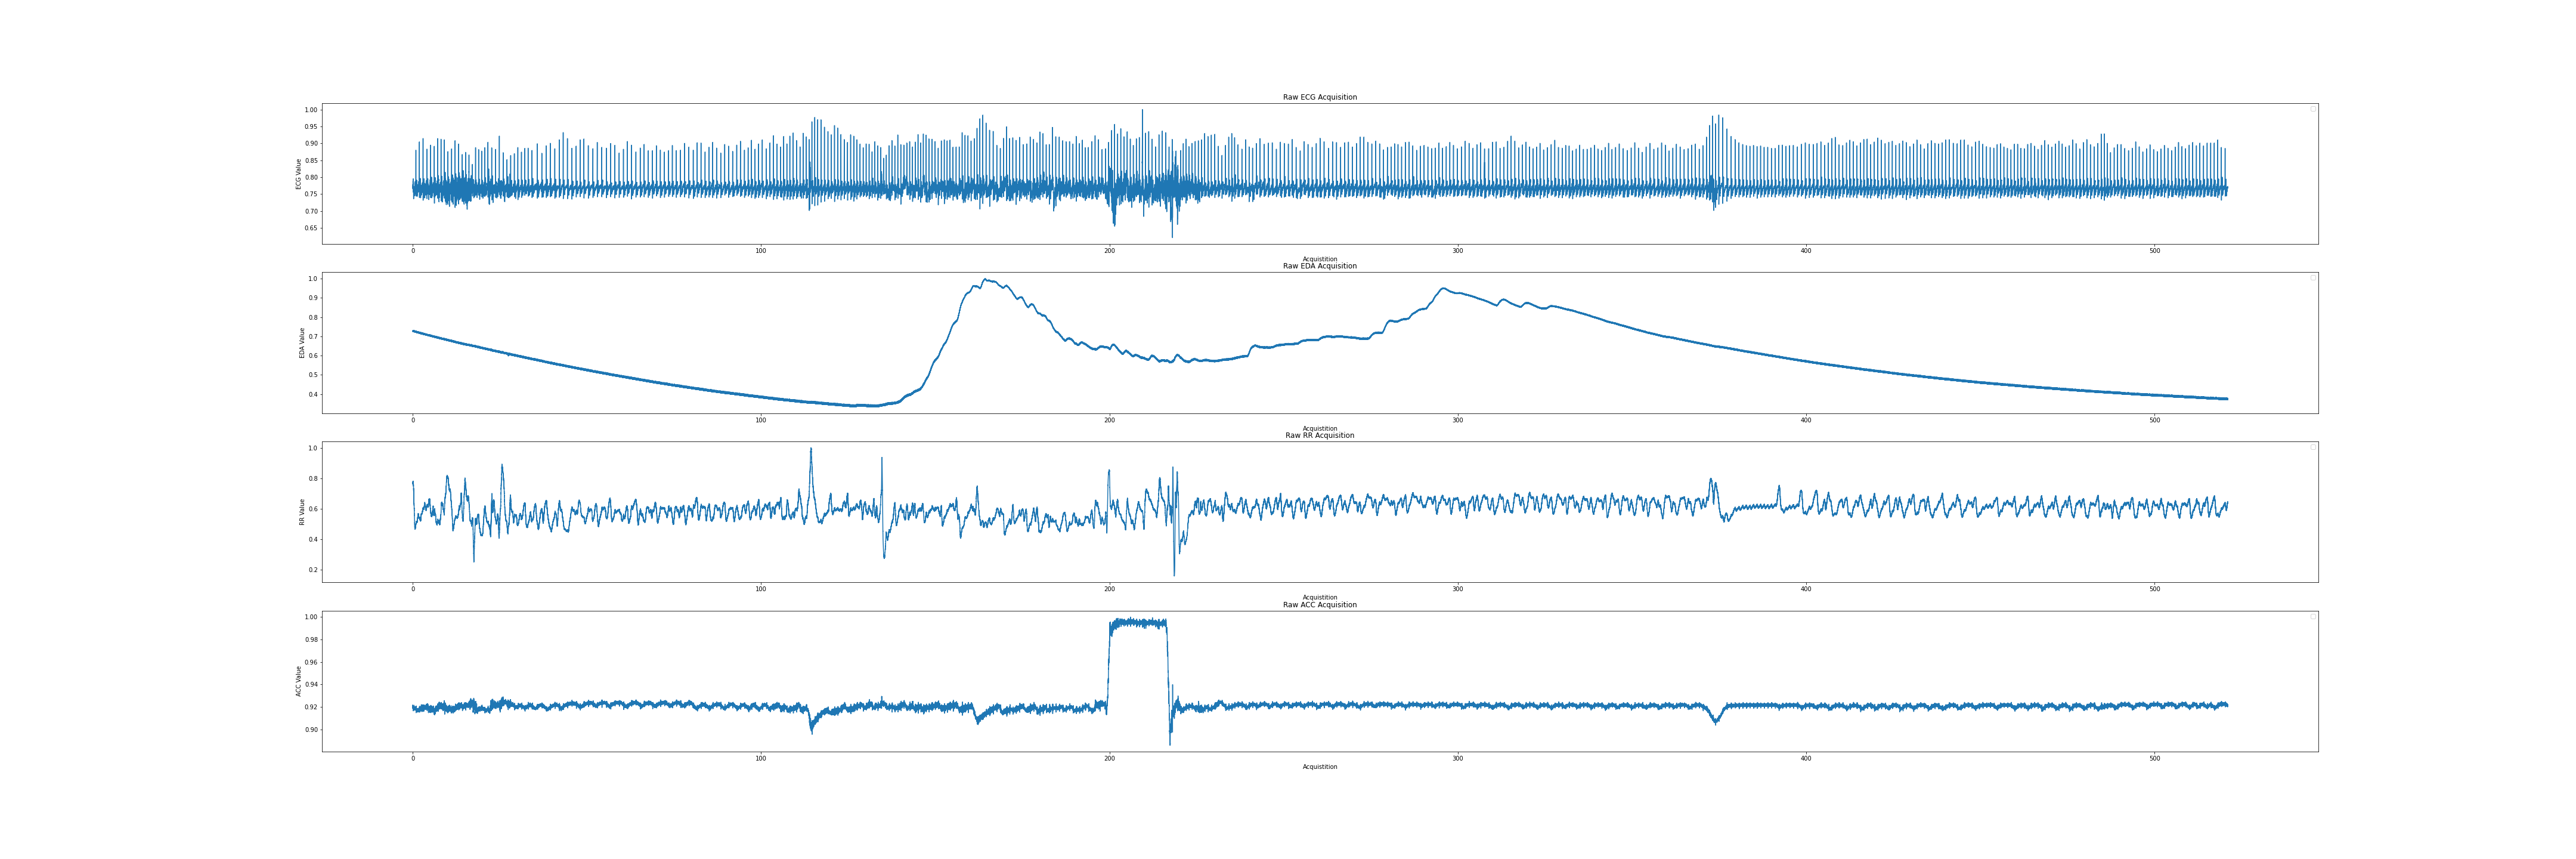 Raw ECG Acquisition
1.00
0.95
0.90
0.85
0.80
0.75
0.70
0.65
ECG Value
0 100 200 300 400 500
Acquistition
Raw EDA Acquisition
1.0
0.9
0.8
0.7
0.6
0.5
0.4
EDA Value
0 100 200 300 400 500
Acquistition
Raw RR Acquisition
1.0
0.8
0.6
0.4
0.2
RR Value
0 100 200 300 400 500
Acquistition
Raw ACC Acquisition
1.00
0.98
0.96
0.94
0.92
0.90
ACC Value
0 100 200 300 400 500
Acquistition